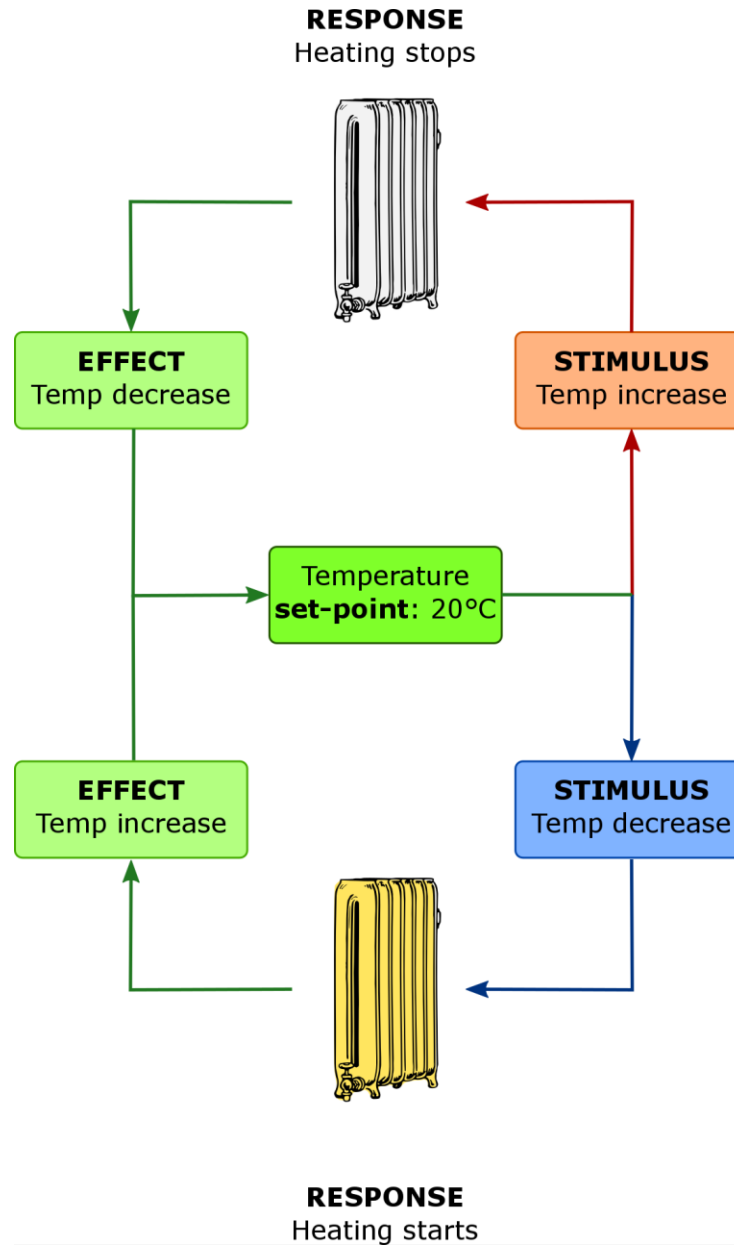 RESPONSE
Heating stops
EFFECT
Temp decrease
STIMULUS
Temp increase
Temperature
set-point: 20°C
EFFECT
Temp increase
STIMULUS
Temp decrease
RESPONSE
Heating starts